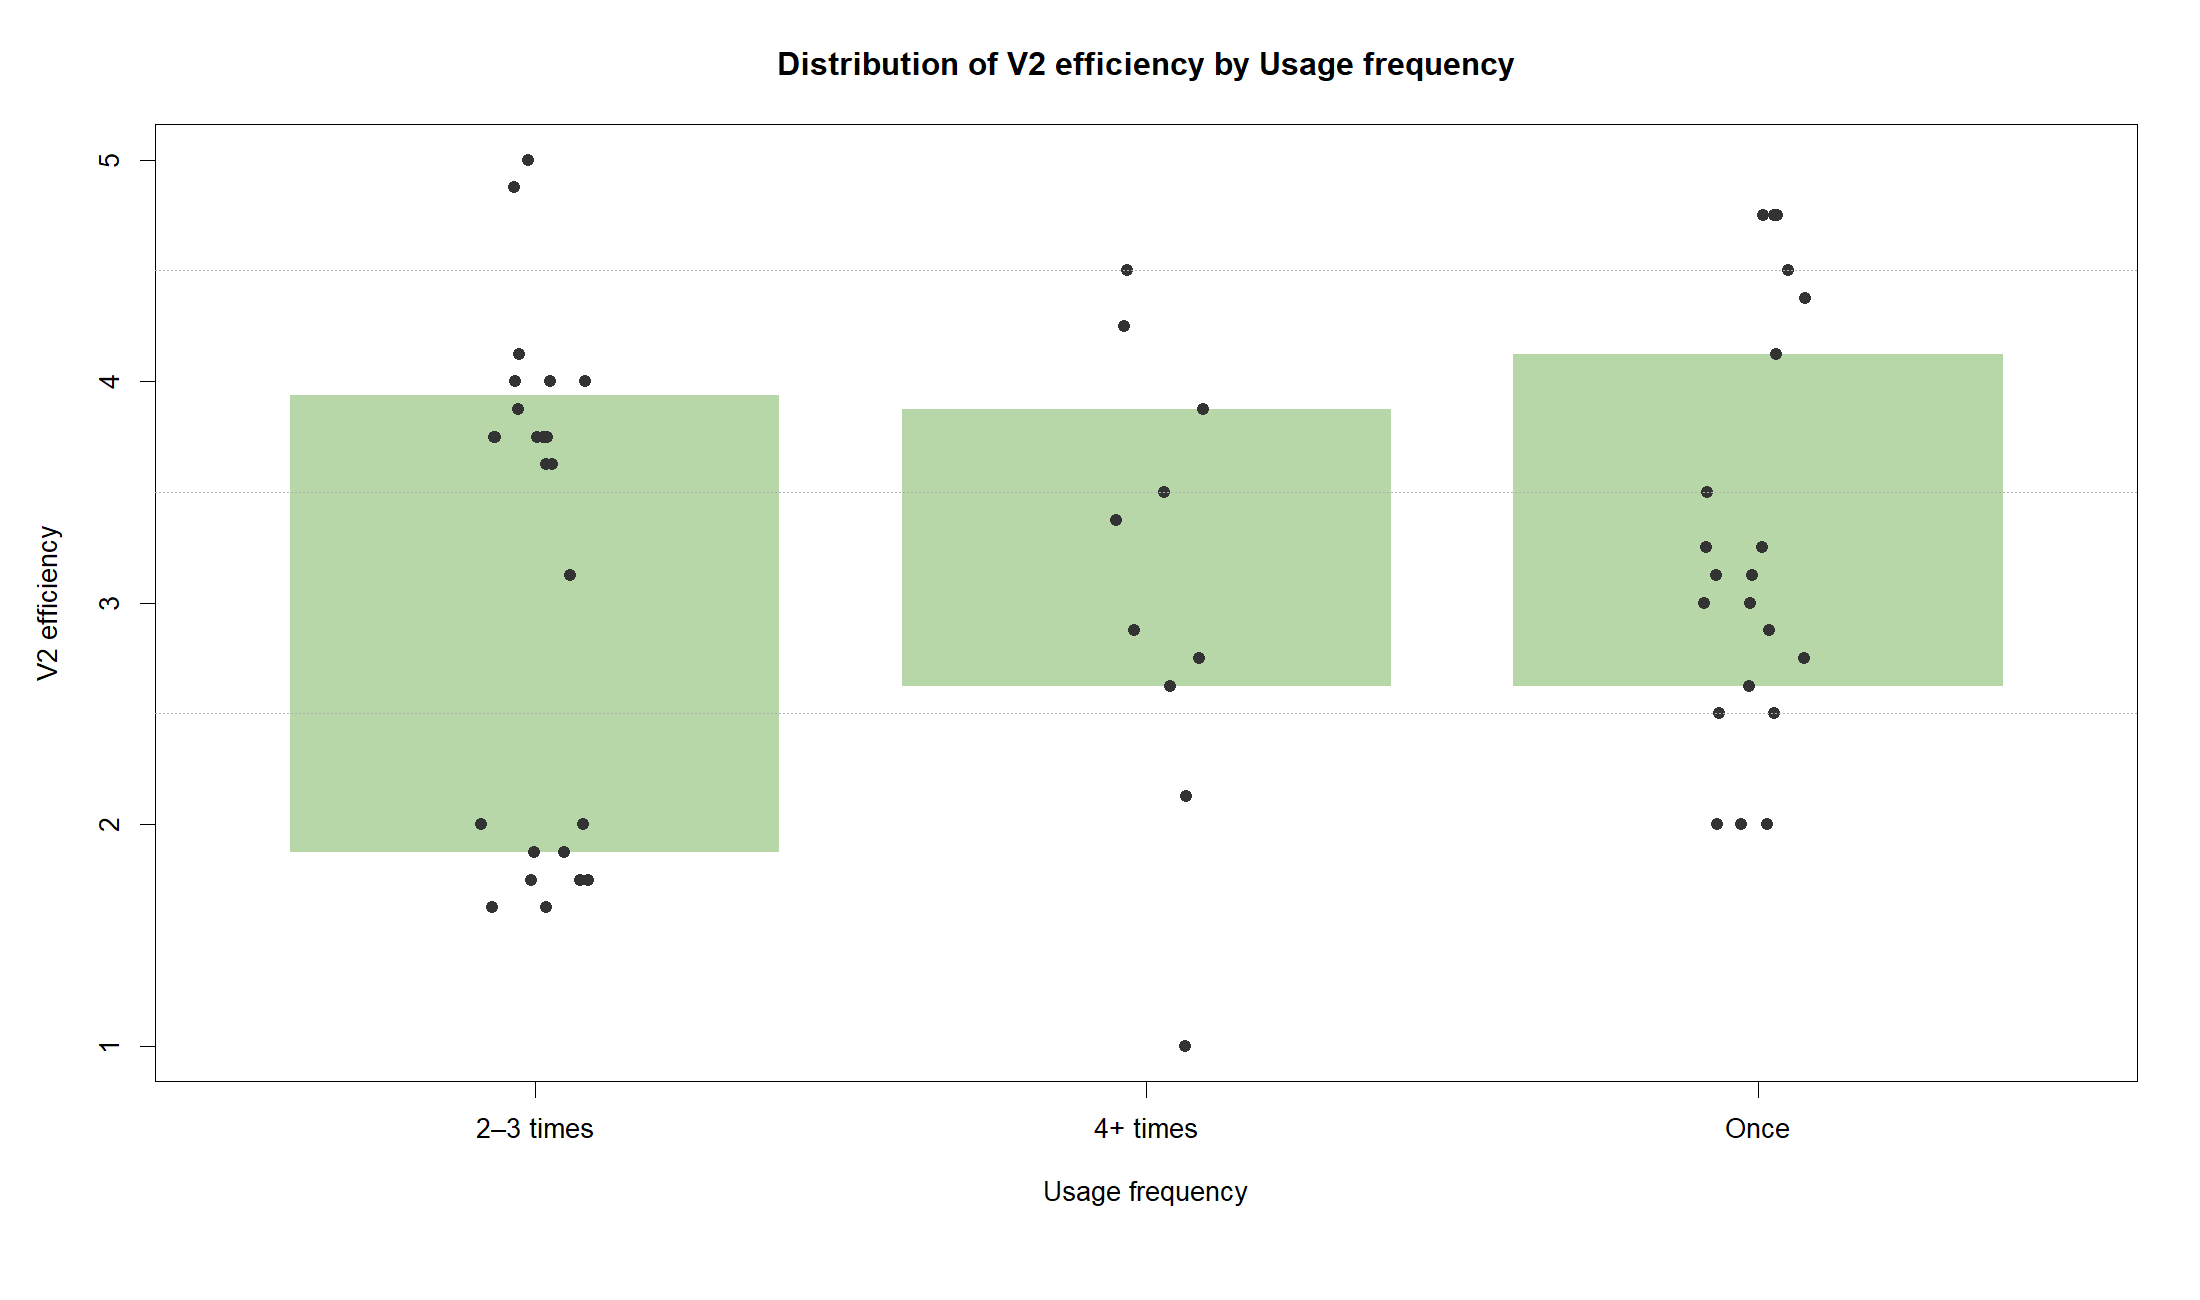 Distribution of V2 efficiency by Usage frequency
V2 efficiency
5
4
3
2
1
2–3 times
4+ times
Once
Usage frequency